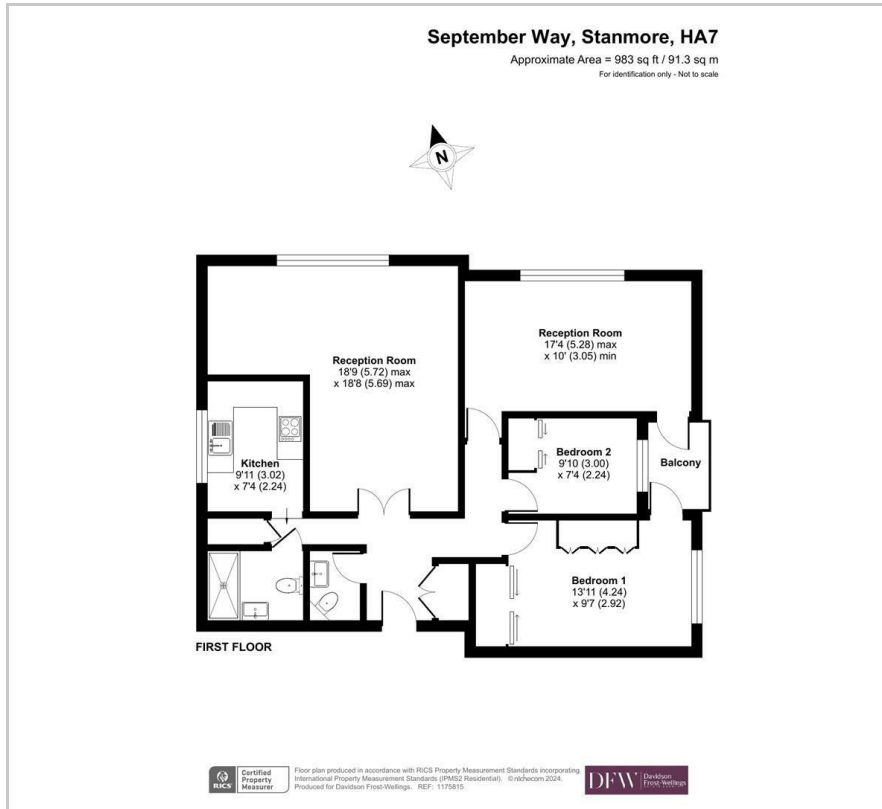 September Way, Stanmore, HA7
Approximate Area = 983 sq ft / 91.3 sq m
For identification only - Not to scale
N
Reception Room
18'9 (5.72) max
x 18'8 (5.69) max
Reception Room
17'4 (5.28) max
x 10' (3.05) min
Kitchen
9'11 (3.02)
x 7'4 (2.24)
Bedroom 2
9'10 (3.00)
x 7'4 (2.24)
Balcony
Bedroom 1
13'11 (4.24)
x 9'7 (2.92)
FIRST FLOOR
RICS
Certified
Property
Measurer
Floor plan produced in accordance with RICS Property Measurement Standards incorporating
International Property Measurement Standards (IPMS2 Residential). © nichecom 2024.
Produced for Davidson Frost-Wellings. REF: 1175815
DFW
Davidson
Frost-Wellings